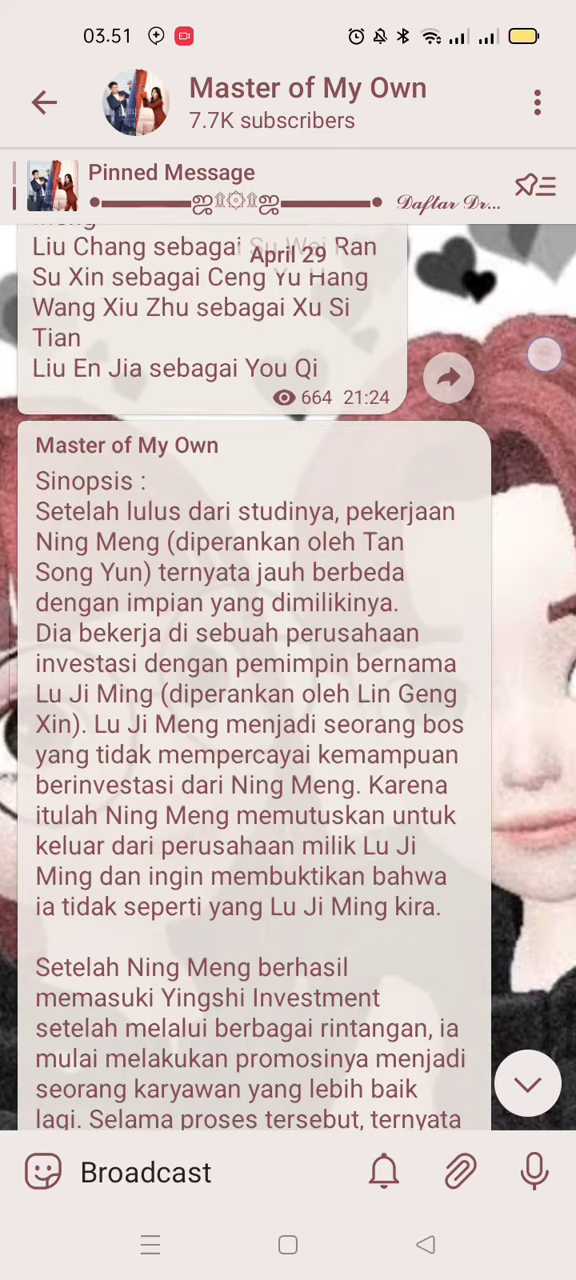 03.51
Master of My Own
7.7K subscribers
Pinned Message
Daftar Dr...
Liu Chang sebagai Su Wei Ran
April 29
Su Xin sebagai Ceng Yu Hang
Wang Xiu Zhu sebagai Xu Si
Tian
Liu En Jia sebagai You Qi
664 21:24
Master of My Own
Sinopsis :
Setelah lulus dari studinya, pekerjaan
Ning Meng (diperankan oleh Tan
Song Yun) ternyata jauh berbeda
dengan impian yang dimilikinya.
Dia bekerja di sebuah perusahaan
investasi dengan pemimpin bernama
Lu Ji Ming (diperankan oleh Lin Geng
Xin). Lu Ji Meng menjadi seorang bos
yang tidak mempercayai kemampuan
berinvestasi dari Ning Meng. Karena
itulah Ning Meng memutuskan untuk
keluar dari perusahaan milik Lu Ji
Ming dan ingin membuktikan bahwa
ia tidak seperti yang Lu Ji Ming kira.
Setelah Ning Meng berhasil
memasuki Yingshi Investment
setelah melalui berbagai rintangan, ia
mulai melakukan promosinya menjadi
seorang karyawan yang lebih baik
lagi. Selama proses tersebut, ternyata
Broadcast